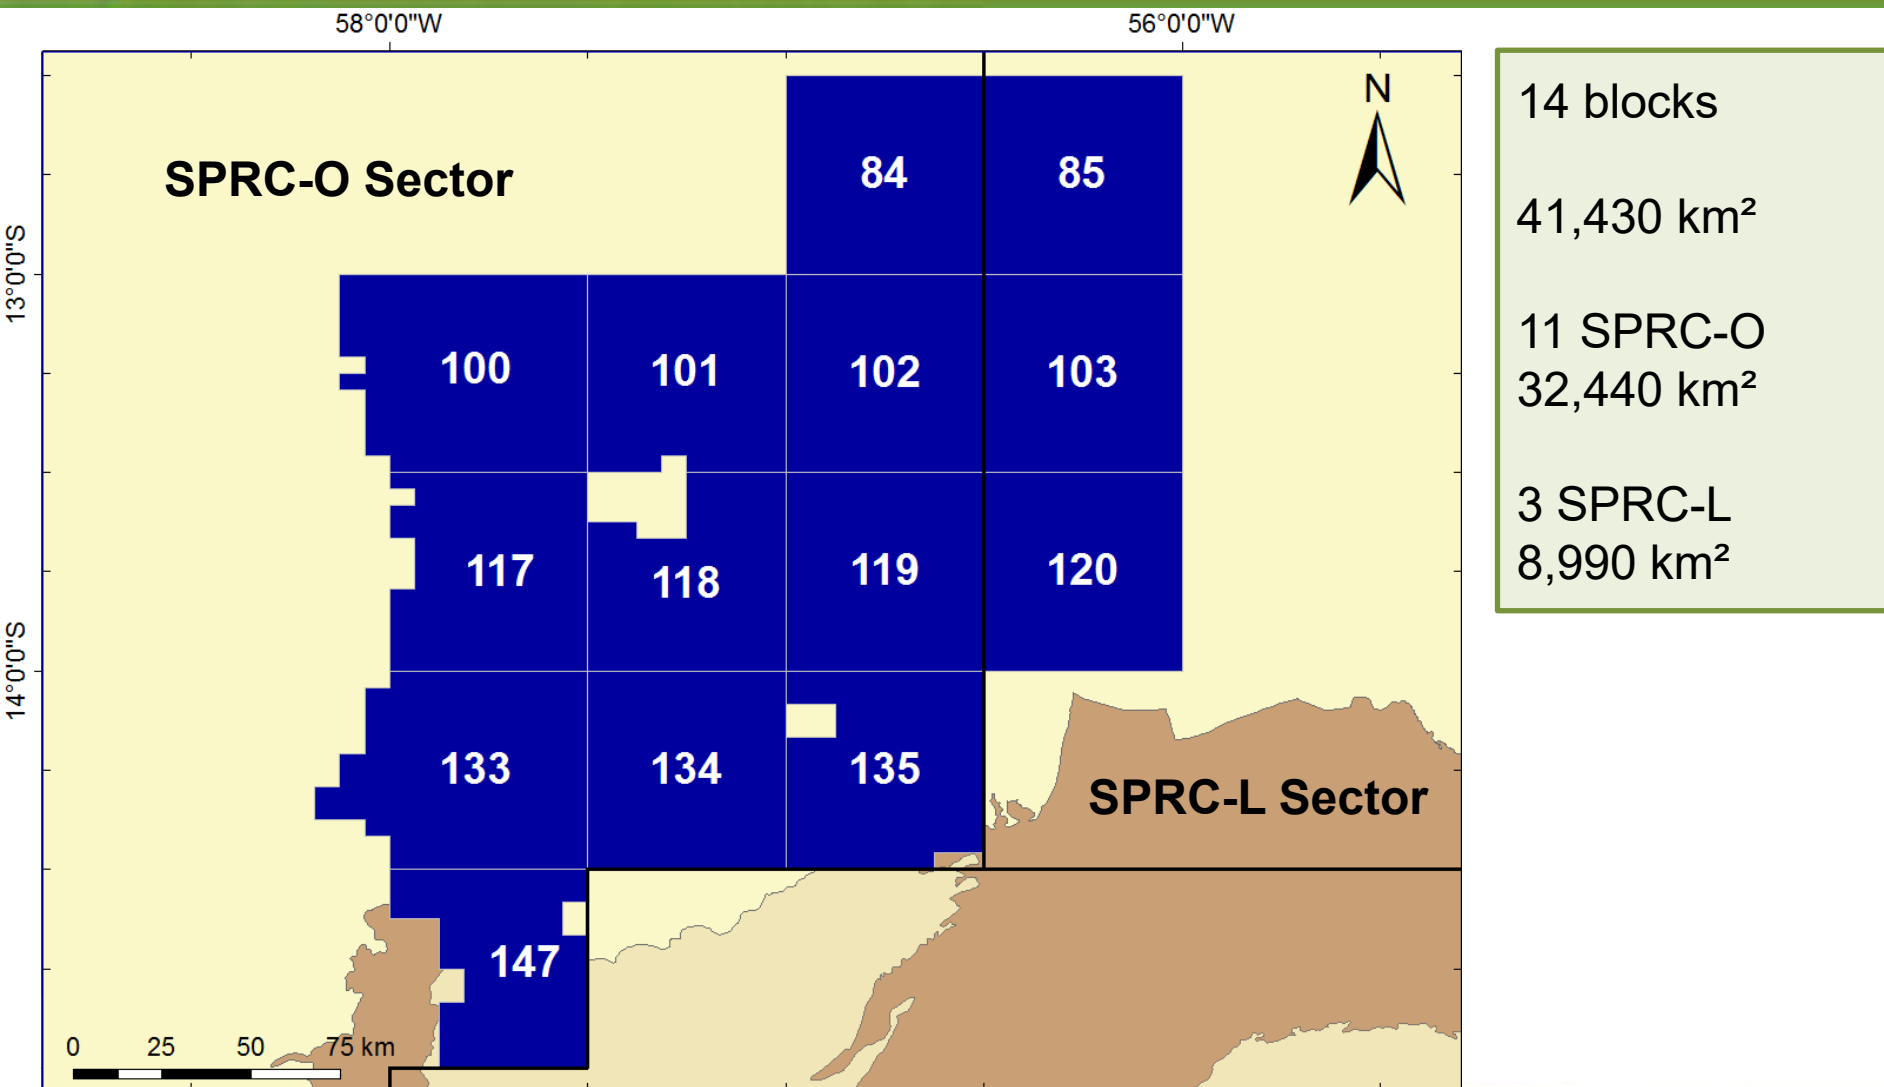 58°0'0"W
56°0'0"W
N
SPRC-O Sector
84
85
13°0'0"S
100
101
102
103
117
118
119
120
14°0'0"S
133
134
135
SPRC-L Sector
147
0 25 50 75 km
14 blocks
41,430 km²
11 SPRC-O
32,440 km²
3 SPRC-L
8,990 km²